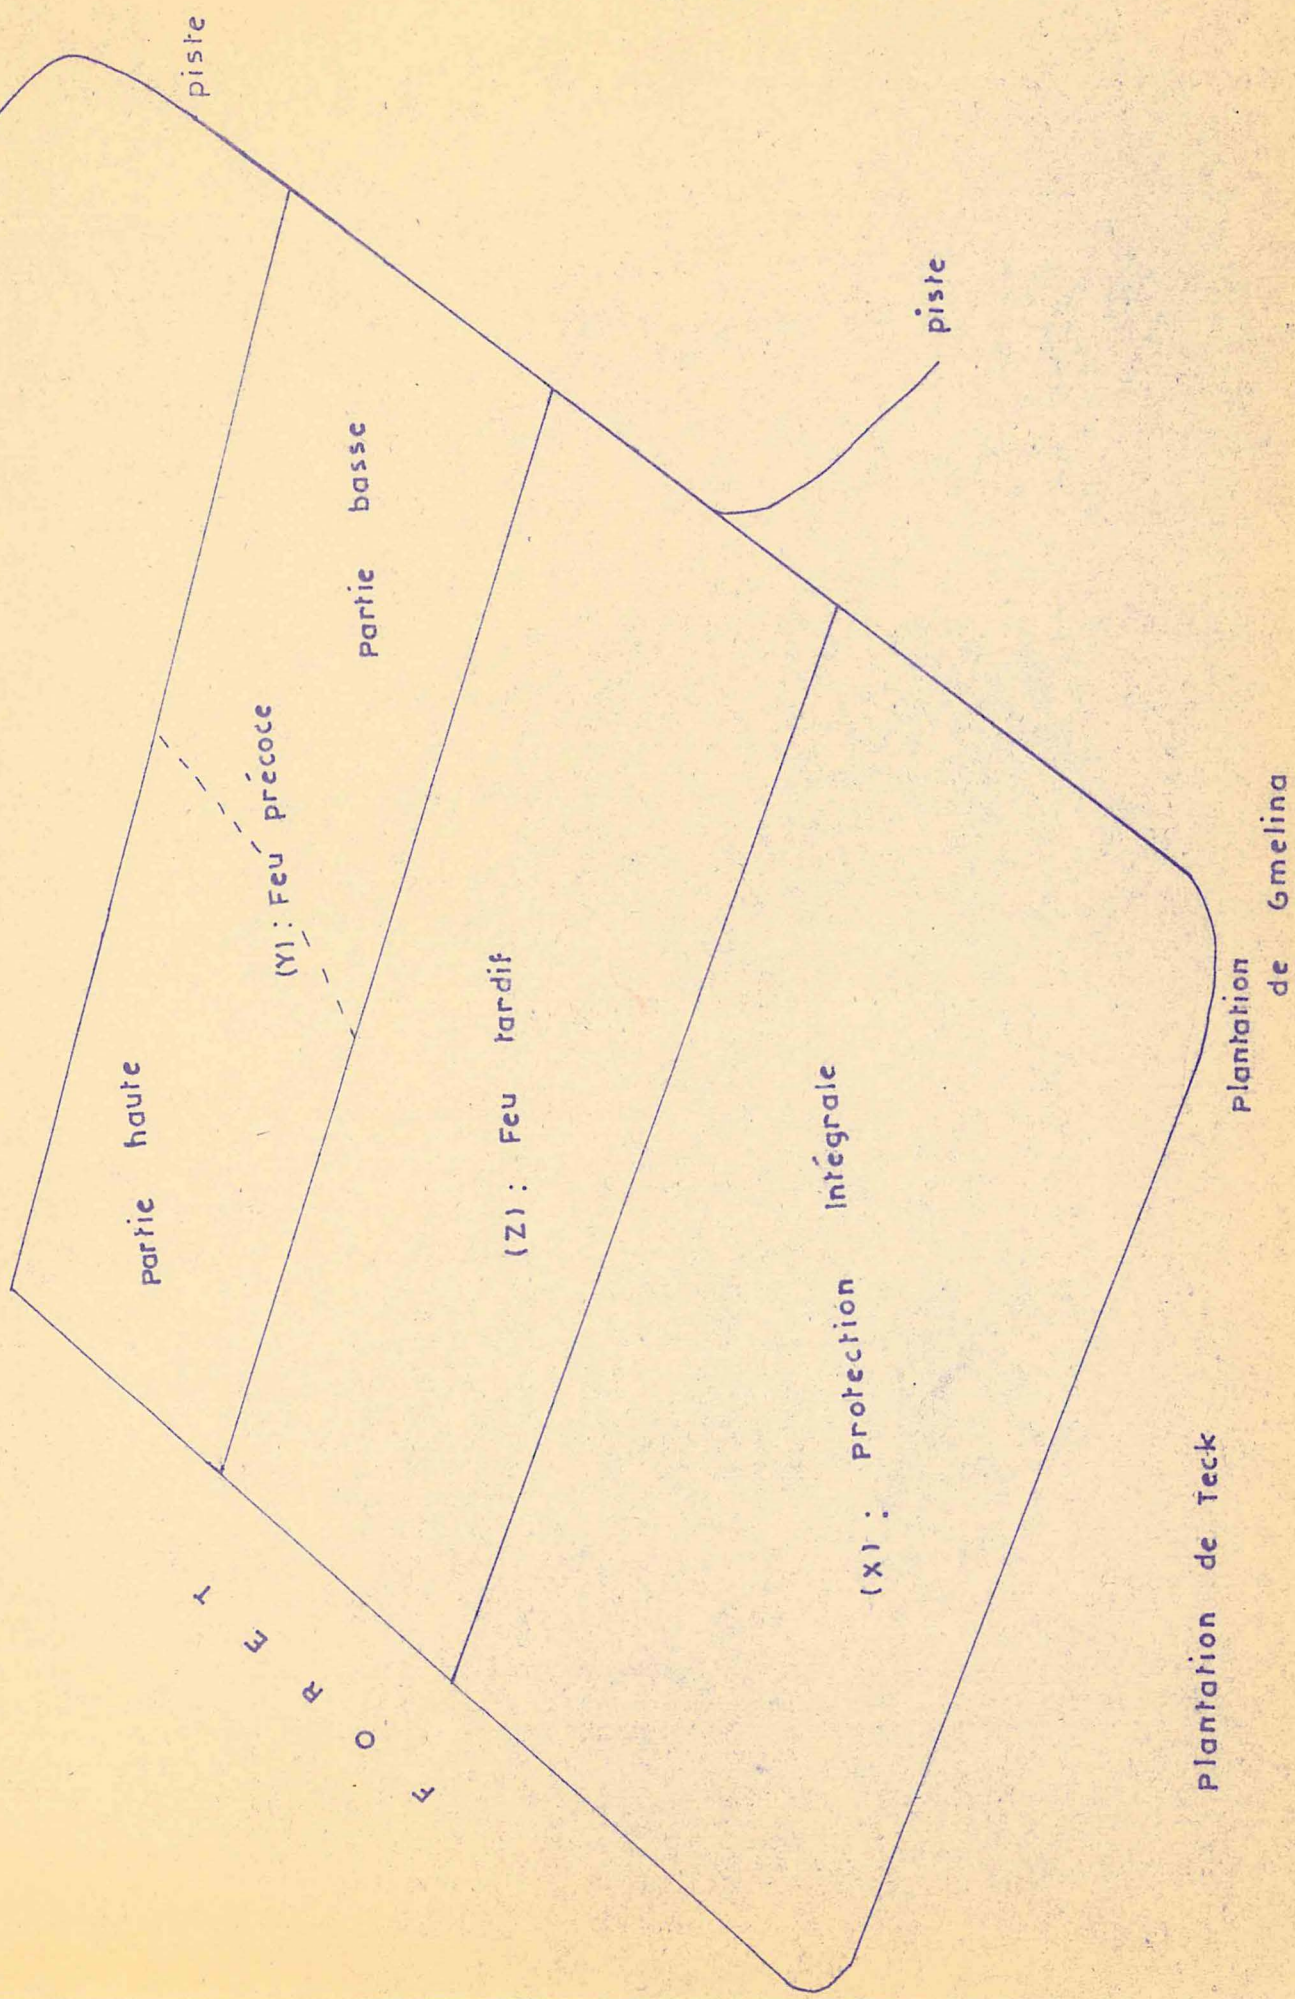 piste
Partie haute
(Y) : Feu précoce
Partie basse
F O R E T
(Z) : Feu tardif
piste
(X) : Protection Intégrale
Plantation de Teck
Plantation
de Gmelina